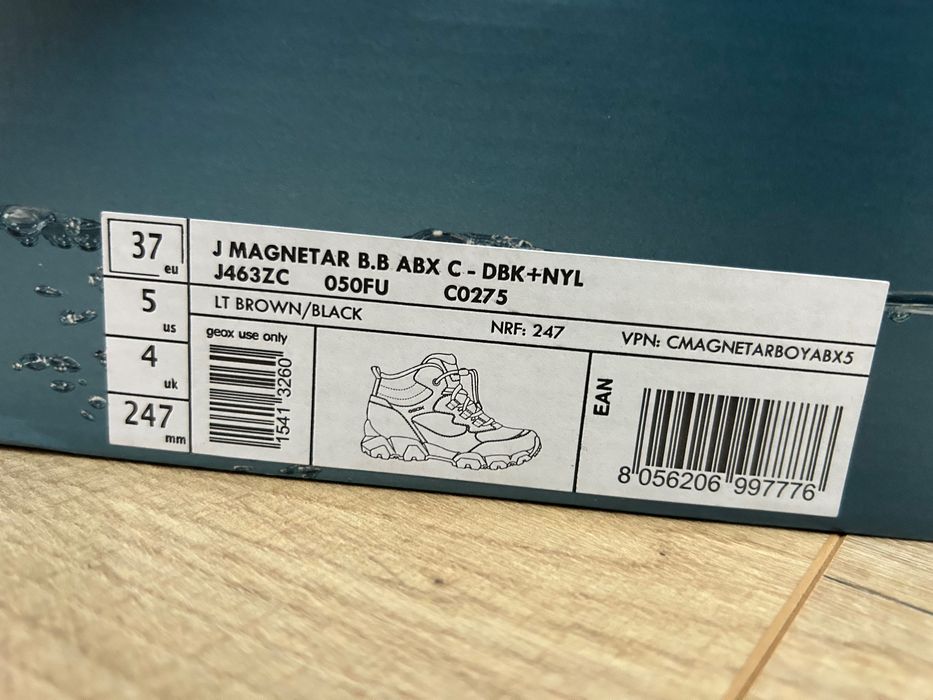 37 eu
5 us
4 uk
247 mm
J MAGNETAR B.B ABX C - DBK+NYL
J463ZC 050FU C0275
LT BROWN/BLACK NRF: 247 VPN: CMAGNETARBOYABX5
geox use only
1541 3260
EAN
8 056206 997776